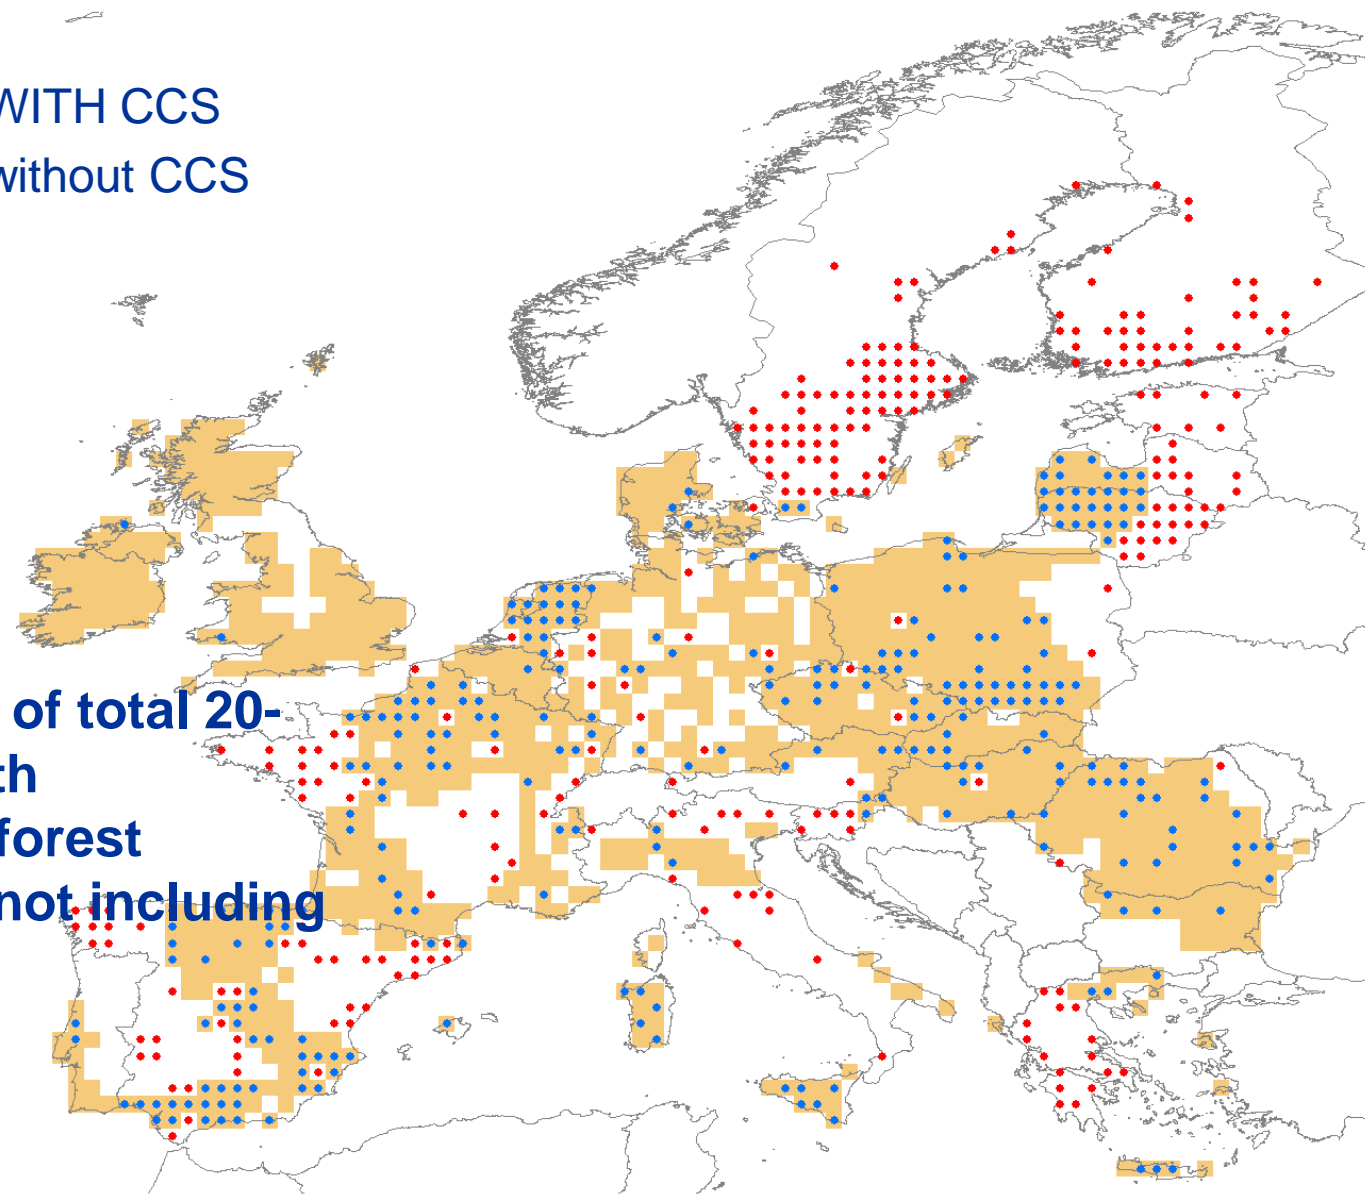 WITH CCS
without CCS
of total 20-
th
forest
not including